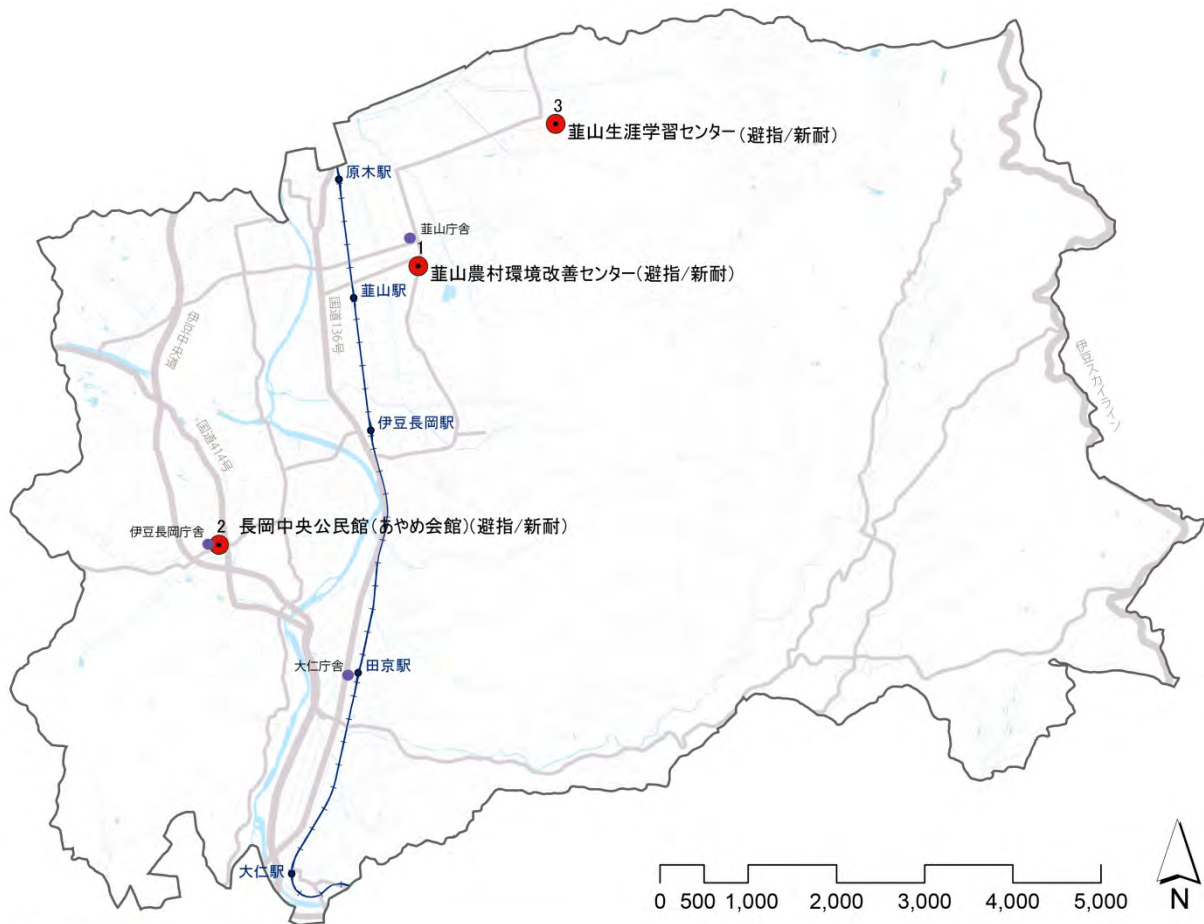 3
韮山生涯学習センター(避指/新耐)
原木駅
韮山庁舎
1
韮山農村環境改善センター(避指/新耐)
韮山駅
国道136号
伊豆中央道
伊豆スカイライン
伊豆長岡駅
国道414号
伊豆長岡庁舎
2 長岡中央公民館(あやめ会館)(避指/新耐)
大仁庁舎
田京駅
大仁駅
0 500 1,000 2,000 3,000 4,000 5,000
N